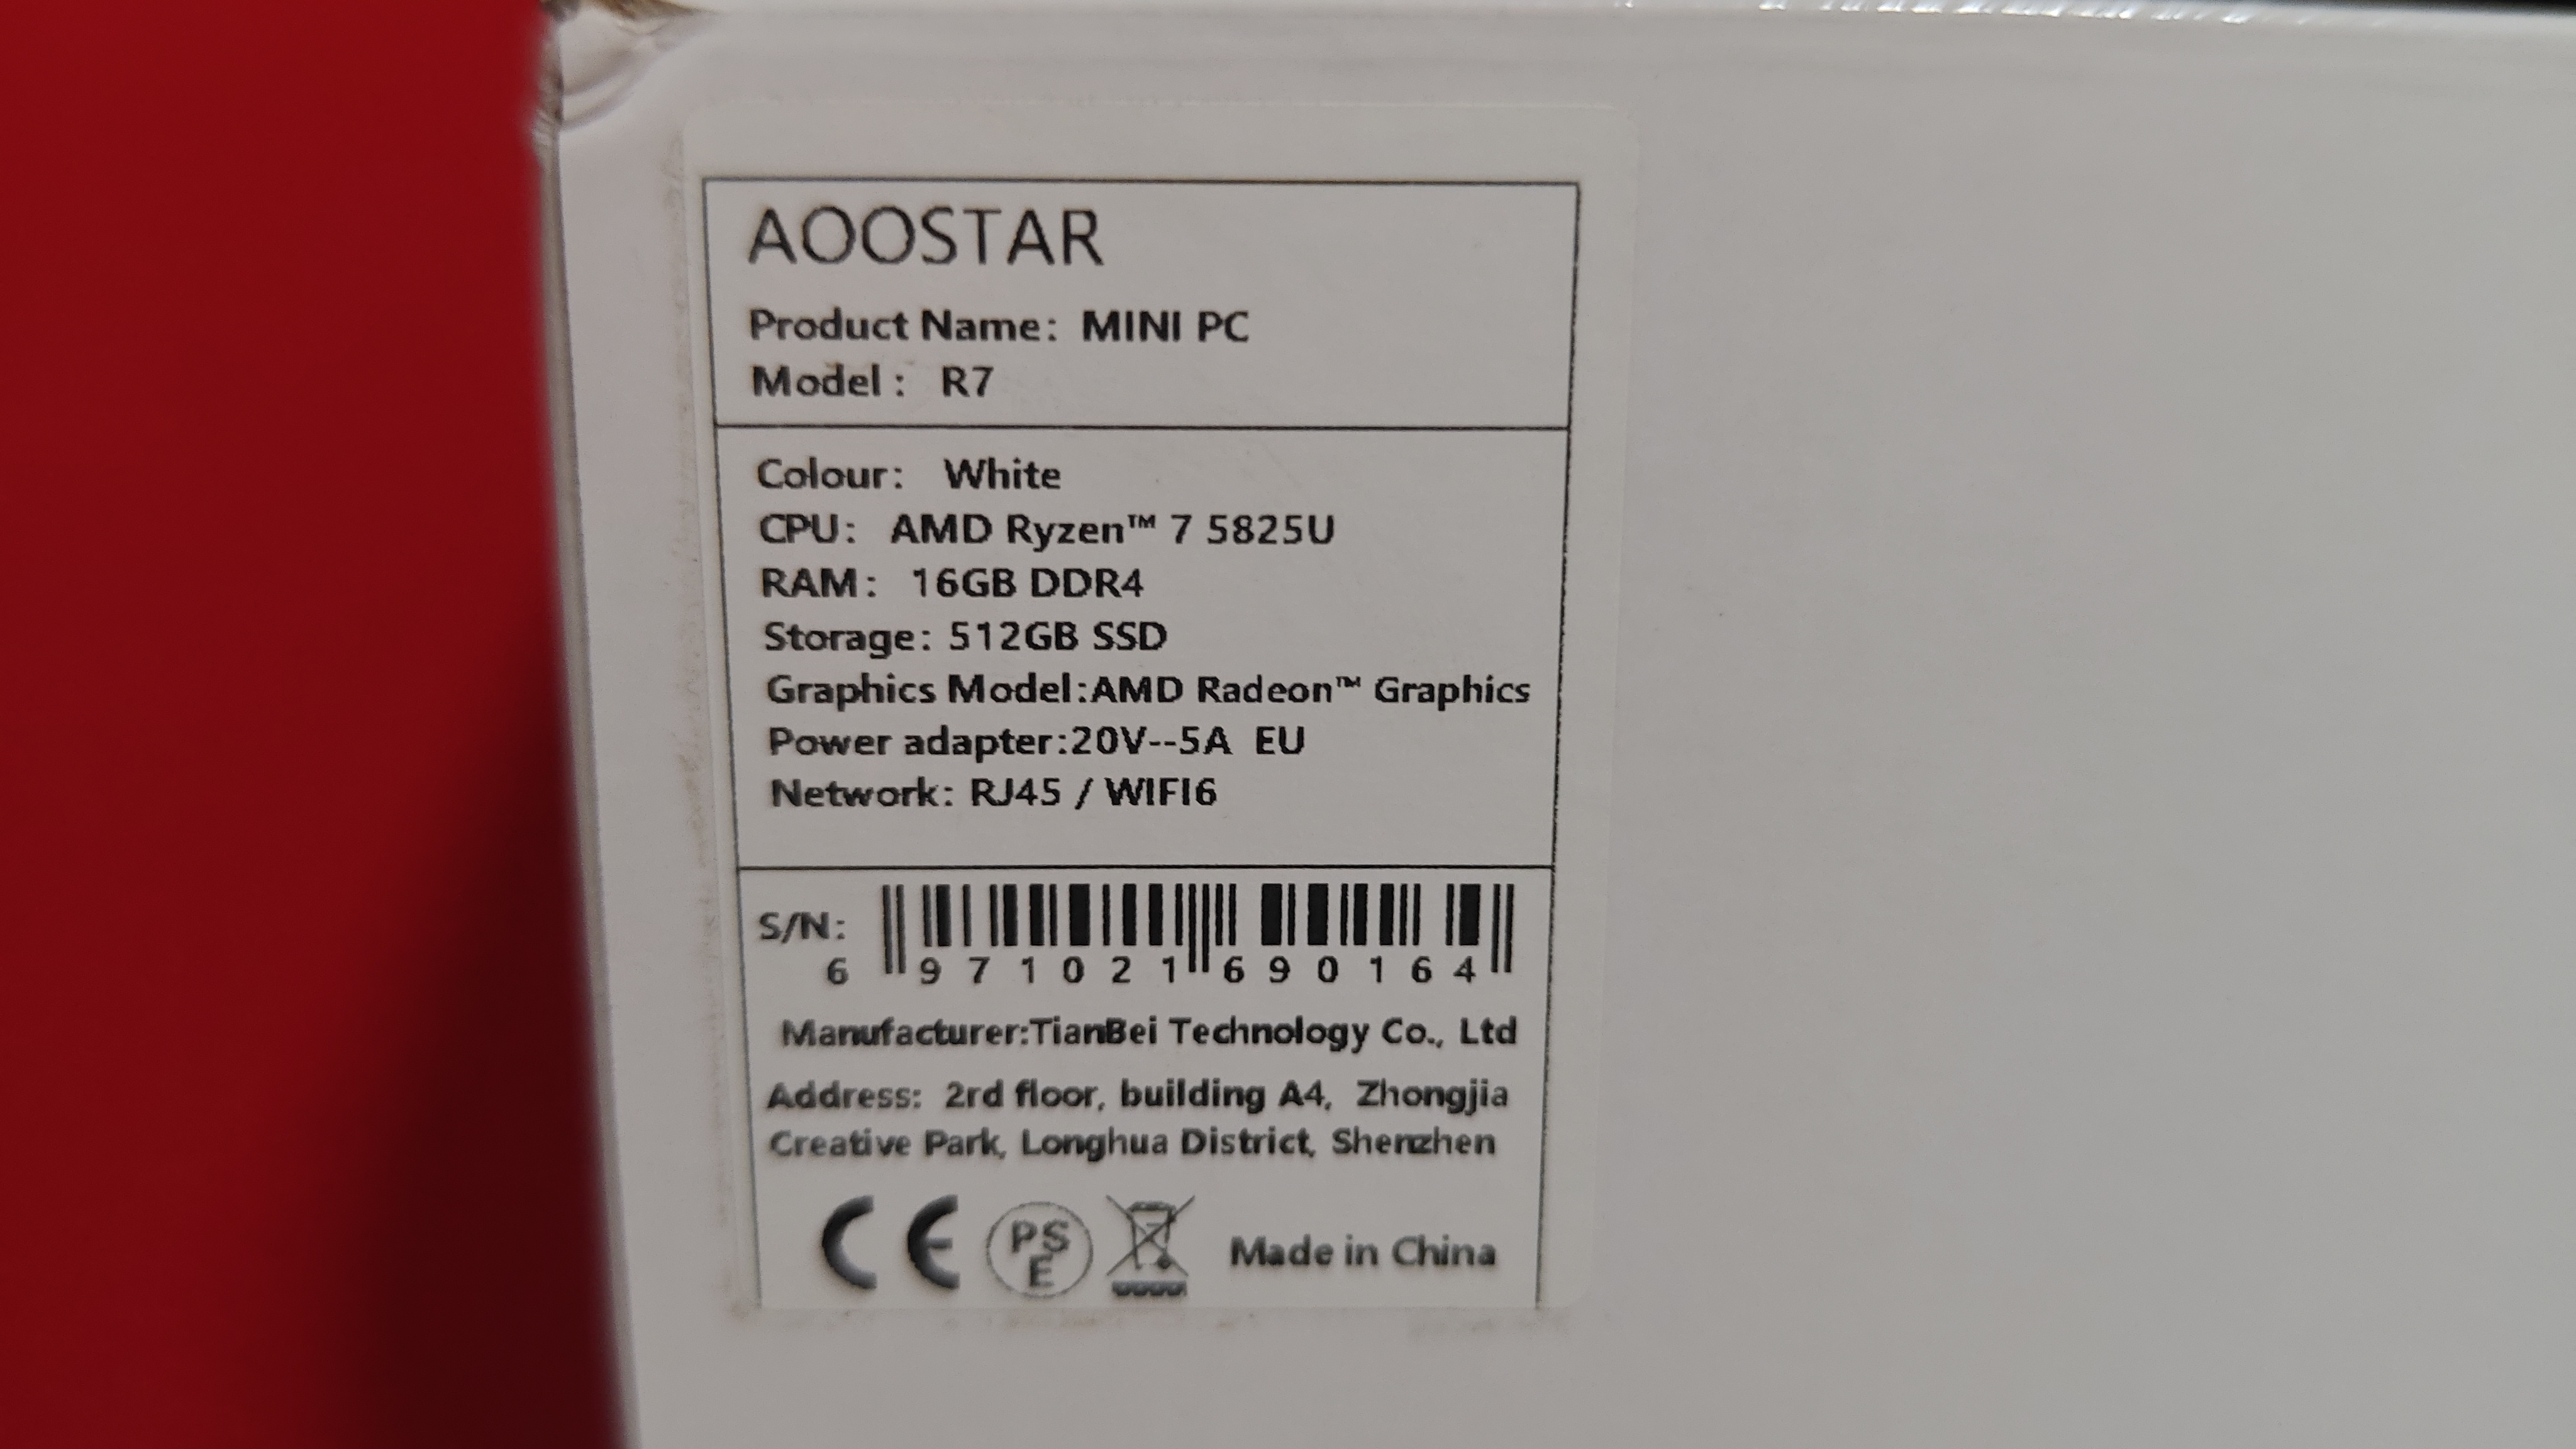 AOOSTAR
Product Name: MINI PC
Model: R7
Colour: White
CPU: AMD Ryzen™ 7 5825U
RAM: 16GB DDR4
Storage: 512GB SSD
Graphics Model:AMD Radeon™ Graphics
Power adapter:20V--5A EU
Network: RJ45 / WIFI6
S/N:
6 971021 690164
Manufacturer:TianBei Technology Co., Ltd
Address: 2rd floor, building A4, Zhongjia
Creative Park, Longhua District, Shenzhen
CE PSE Made in China